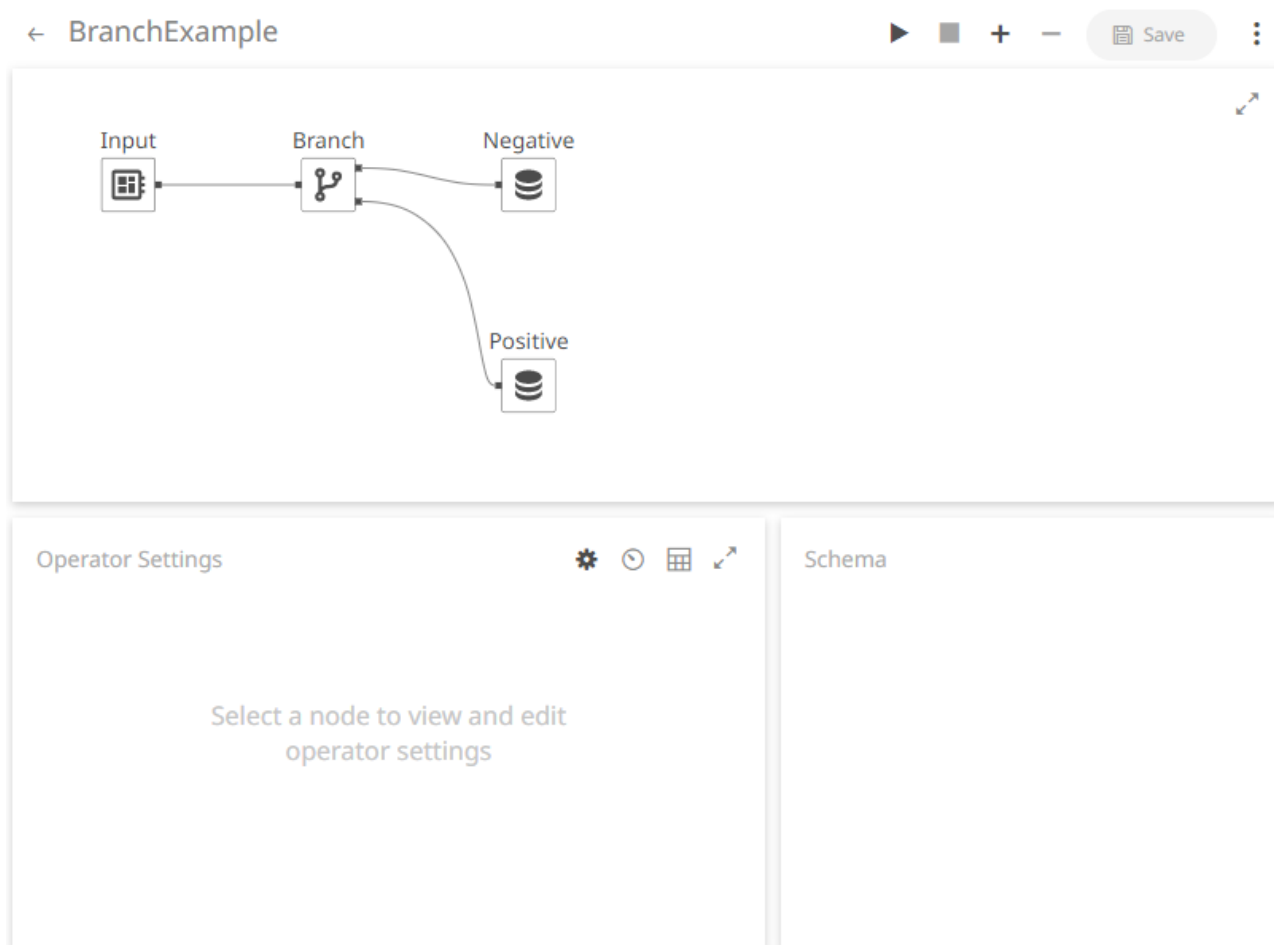 BranchExample
Save
Input
Branch
Negative
Positive
Operator Settings
Schema
Select a node to view and edit
operator settings